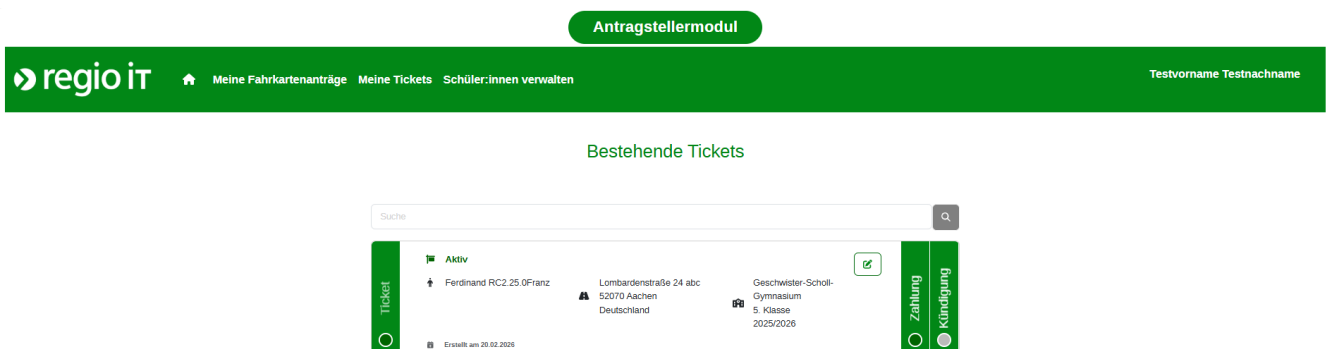 Antragstellermodul
regio iT
Meine Fahrkartenanträge Meine Tickets Schüler:innen verwalten
Testvorname Testnachname
Bestehende Tickets
Suche
Ticket
Aktiv
Ferdinand RC2.25.0Franz
Lombardenstraße 24 abc
52070 Aachen
Deutschland
Geschwister-Scholl-
Gymnasium
5. Klasse
2025/2026
Erstellt am 20.02.2026
Zahlung
Kündigung